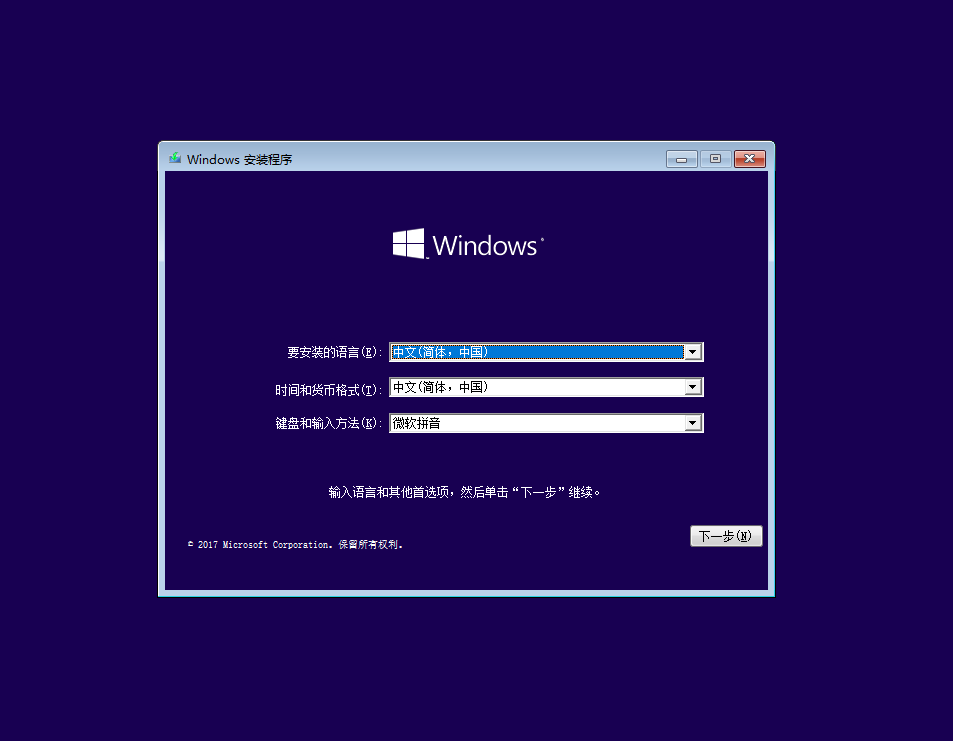 Windows 安装程序
Windows
要安装的语言(E): 中文(简体，中国)
时间和货币格式(T): 中文(简体，中国)
键盘和输入方法(K): 微软拼音
输入语言和其他首选项，然后单击“下一步”继续。
下一步(N)
© 2017 Microsoft Corporation。保留所有权利。